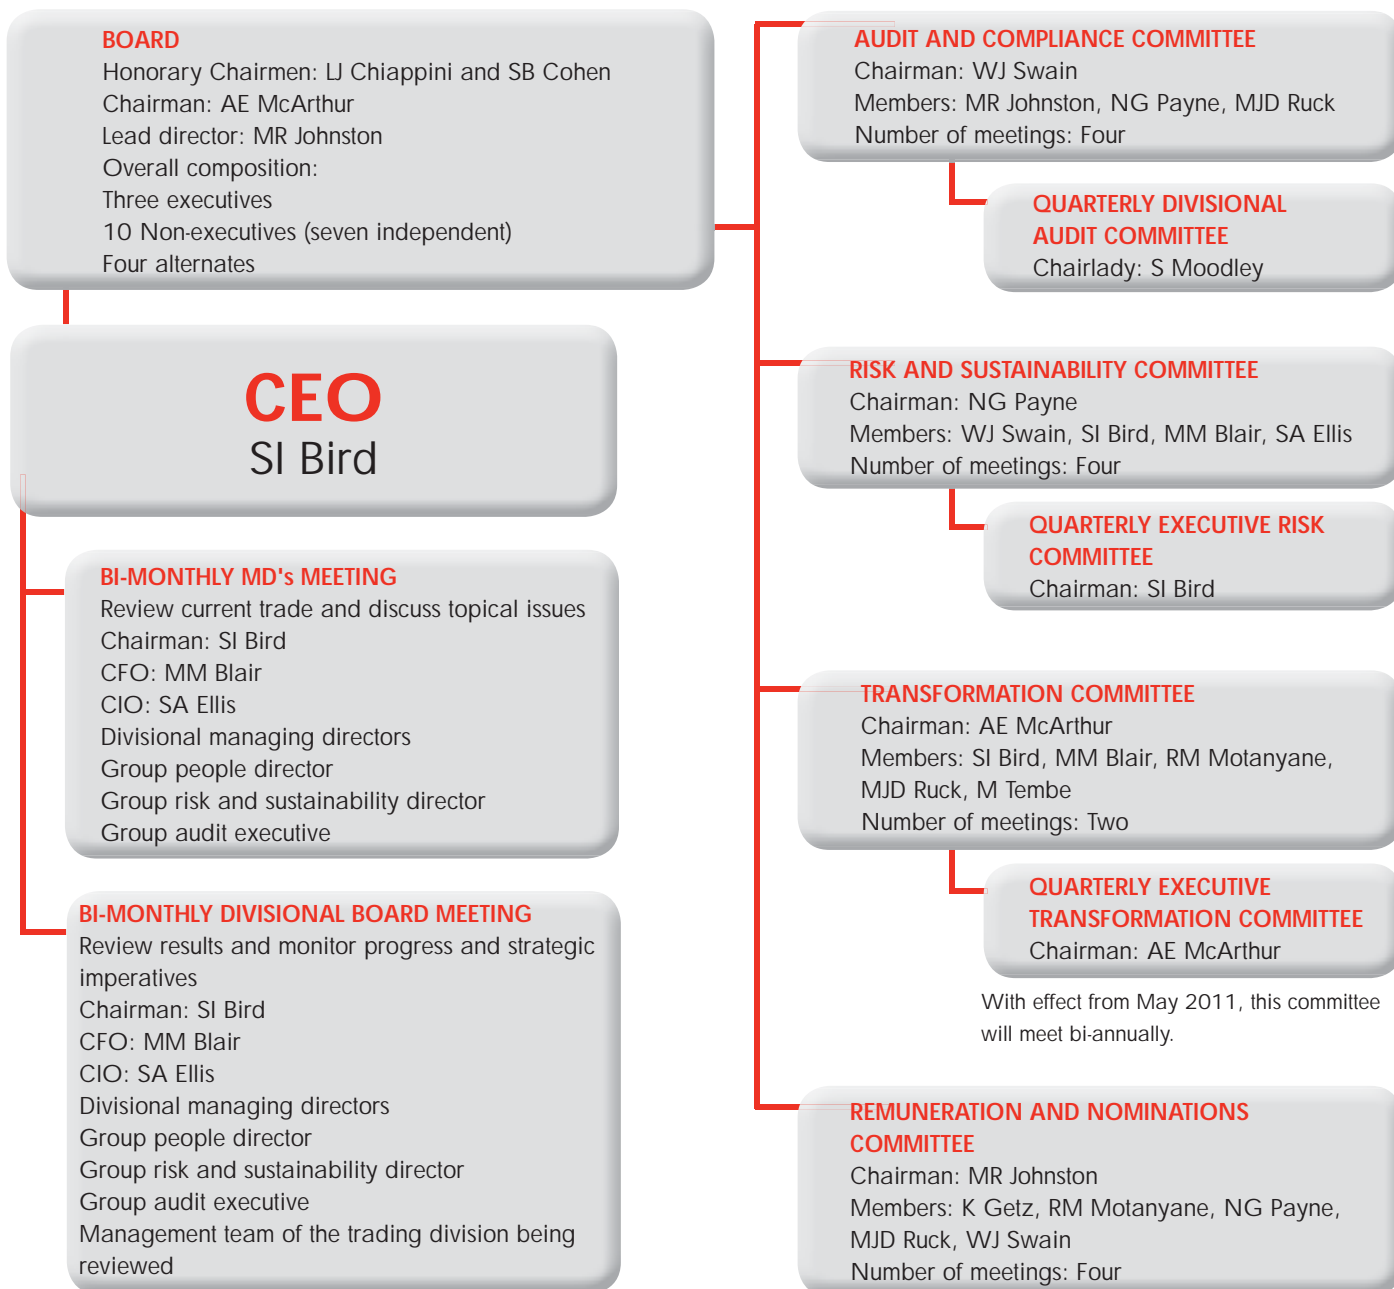 BOARD
Honorary Chairmen: LJ Chiappini and SB Cohen
Chairman: AE McArthur
Lead director: MR Johnston
Overall composition:
Three executives
10 Non-executives (seven independent)
Four alternates
CEO
SI Bird
BI-MONTHLY MD's MEETING
Review current trade and discuss topical issues
Chairman: SI Bird
CFO: MM Blair
CIO: SA Ellis
Divisional managing directors
Group people director
Group risk and sustainability director
Group audit executive
BI-MONTHLY DIVISIONAL BOARD MEETING
Review results and monitor progress and strategic
imperatives
Chairman: SI Bird
CFO: MM Blair
CIO: SA Ellis
Divisional managing directors
Group people director
Group risk and sustainability director
Group audit executive
Management team of the trading division being
reviewed
AUDIT AND COMPLIANCE COMMITTEE
Chairman: WJ Swain
Members: MR Johnston, NG Payne, MJD Ruck
Number of meetings: Four
QUARTERLY DIVISIONAL
AUDIT COMMITTEE
Chairlady: S Moodley
RISK AND SUSTAINABILITY COMMITTEE
Chairman: NG Payne
Members: WJ Swain, SI Bird, MM Blair, SA Ellis
Number of meetings: Four
QUARTERLY EXECUTIVE RISK
COMMITTEE
Chairman: SI Bird
TRANSFORMATION COMMITTEE
Chairman: AE McArthur
Members: SI Bird, MM Blair, RM Motanyane,
MJD Ruck, M Tembe
Number of meetings: Two
QUARTERLY EXECUTIVE
TRANSFORMATION COMMITTEE
Chairman: AE McArthur
With effect from May 2011, this committee
will meet bi-annually.
REMUNERATION AND NOMINATIONS
COMMITTEE
Chairman: MR Johnston
Members: K Getz, RM Motanyane, NG Payne,
MJD Ruck, WJ Swain
Number of meetings: Four